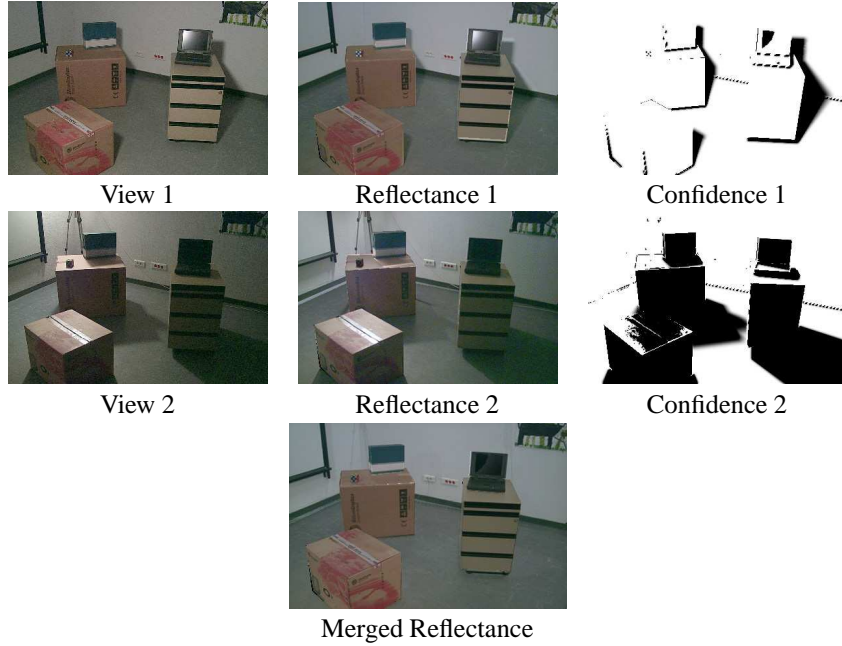 View 1
Reflectance 1
Confidence 1
View 2
Reflectance 2
Confidence 2
Merged Reflectance